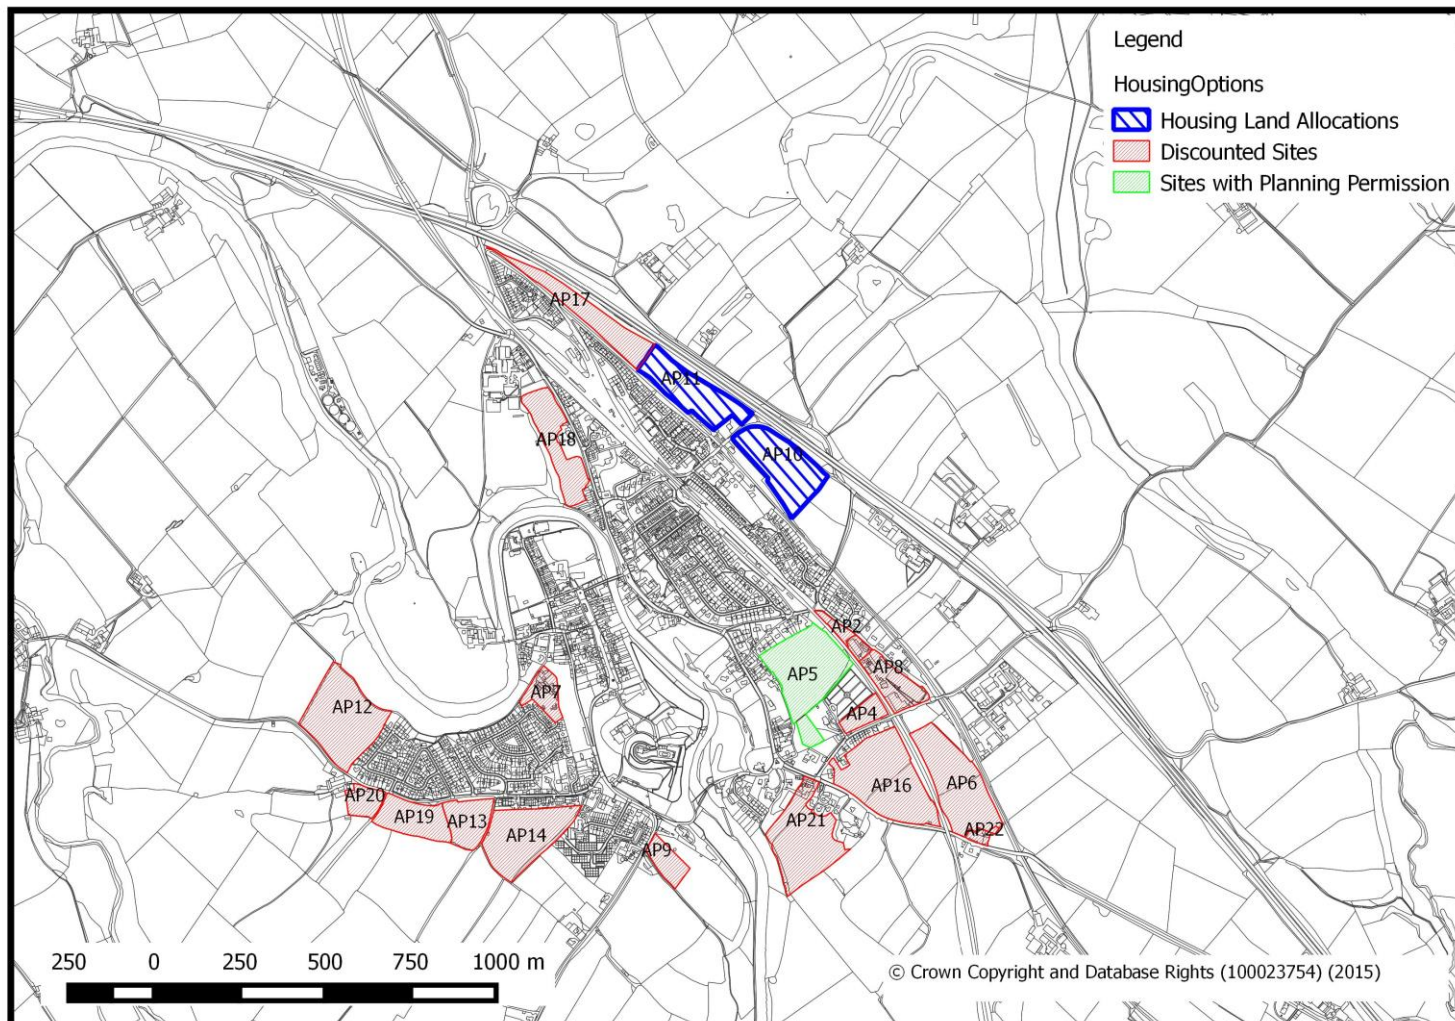 Legend
HousingOptions
Housing Land Allocations
Discounted Sites
Sites with Planning Permission
AP17
AP11
AP18
AP10
AP2
AP8
AP5
AP7
AP12
AP4
AP16
AP6
AP20
AP19
AP13
AP14
AP21
AP22
AP9
250 0 250 500 750 1000 m
© Crown Copyright and Database Rights (100023754) (2015)